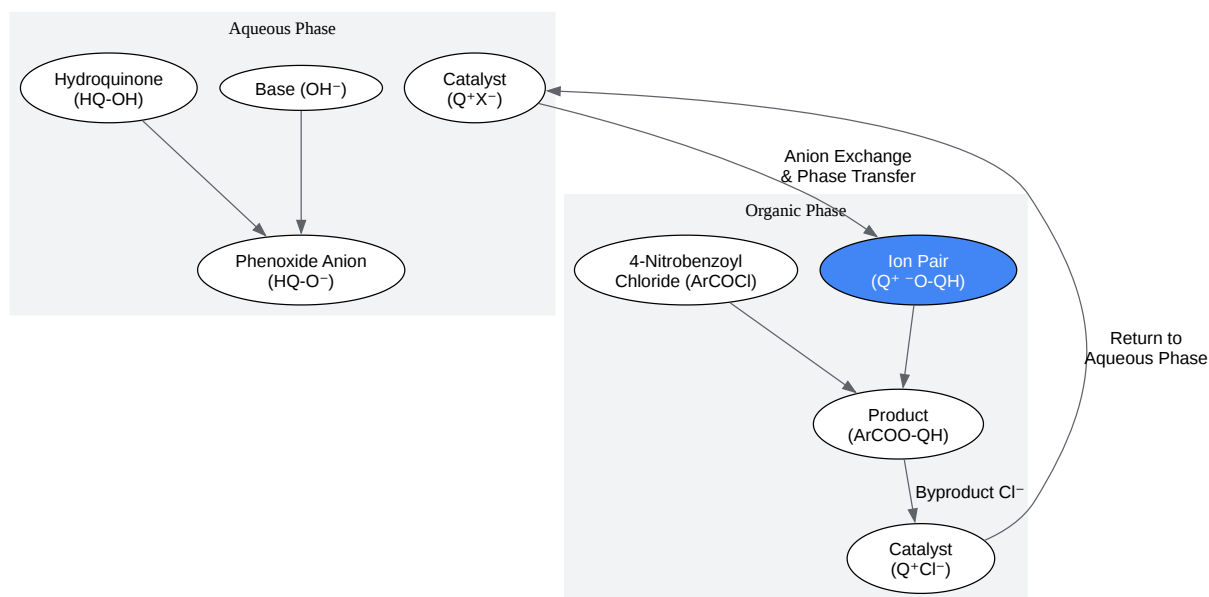 Aqueous Phase
Hydroquinone
(HQ-OH)
Base (OH⁻)
Catalyst
(Q⁺X⁻)
Anion Exchange
& Phase Transfer
Phenoxide Anion
(HQ-O⁻)
Organic Phase
4-Nitrobenzoyl
Chloride (ArCOCl)
Ion Pair
(Q⁺ ⁻O-QH)
Return to
Aqueous Phase
Product
(ArCOO-QH)
Byproduct Cl⁻
Catalyst
(Q⁺Cl⁻)